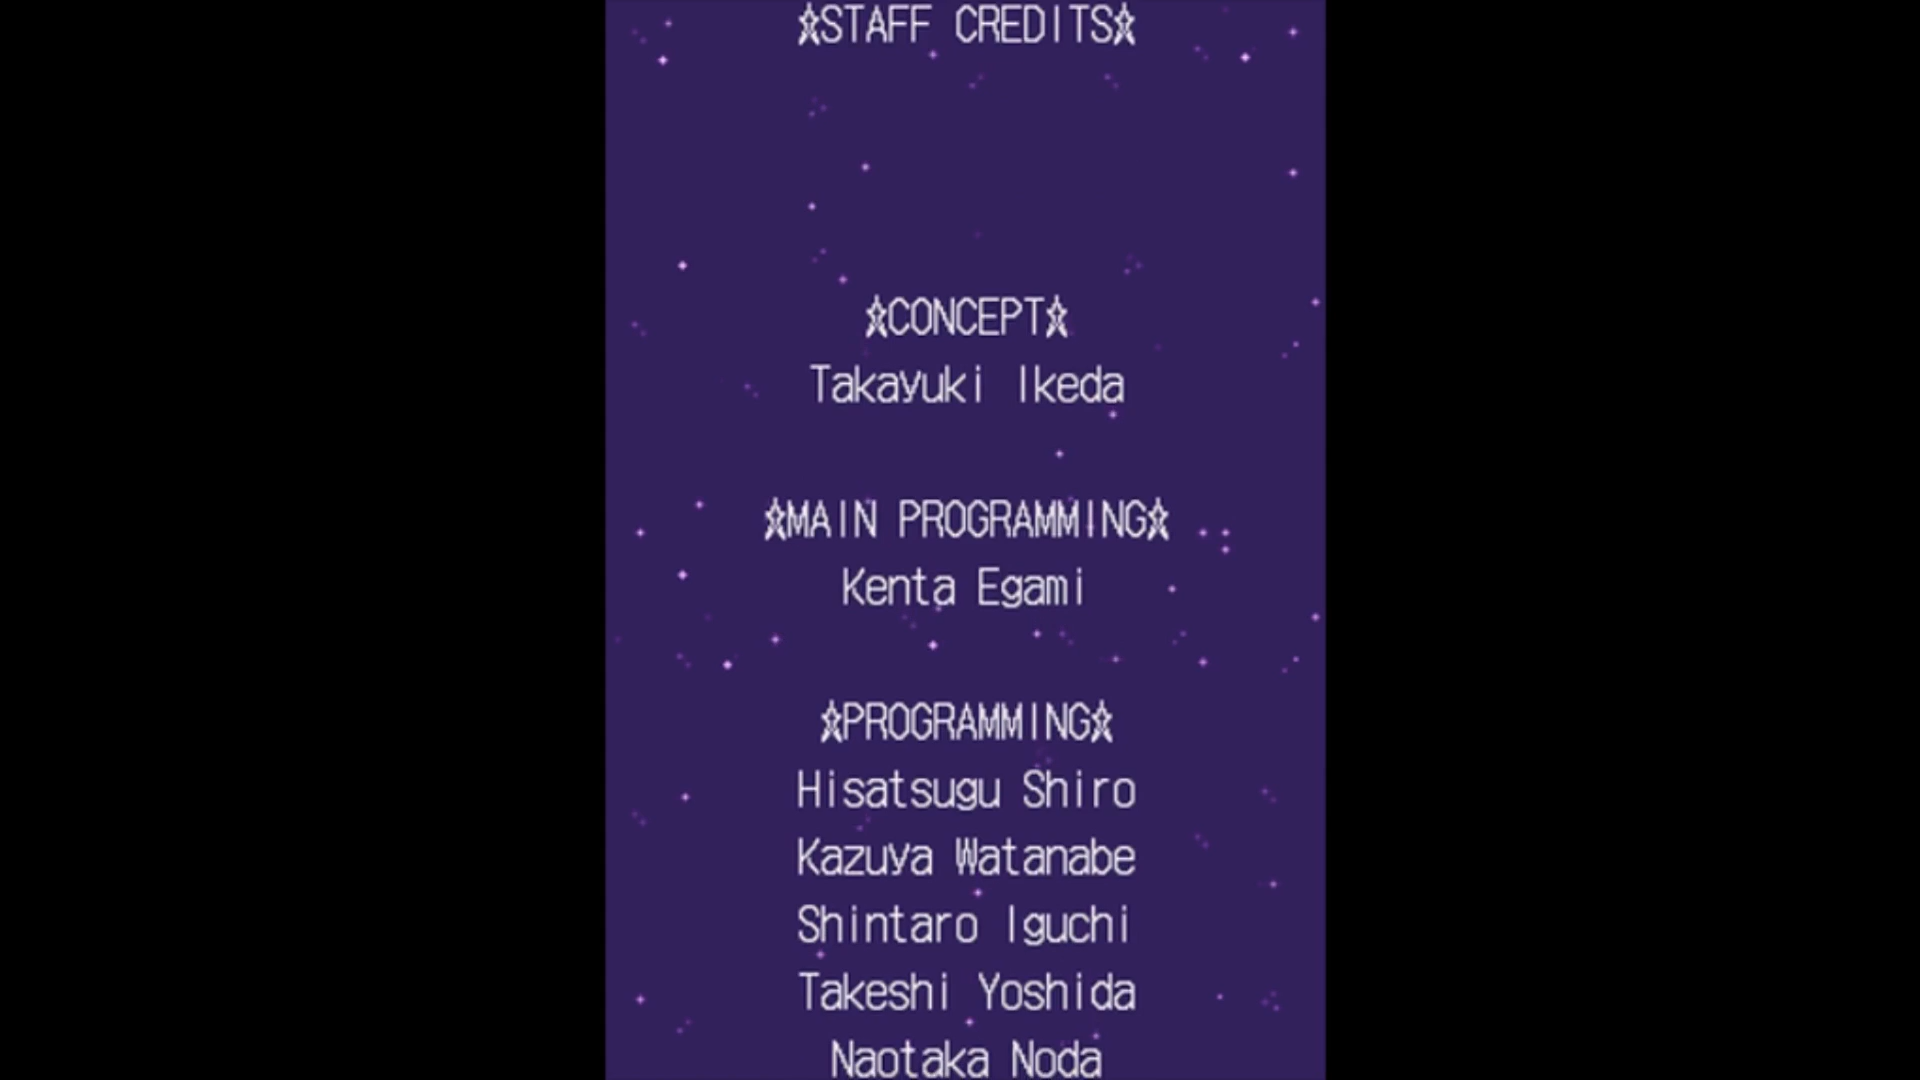 ☆STAFF CREDITS☆
☆CONCEPT☆
Takayuki Ikeda
☆MAIN PROGRAMMING☆
Kenta Egami
☆PROGRAMMING☆
Hisatsugu Shiro
Kazuya Watanabe
Shintaro Iguchi
Takeshi Yoshida
Naotaka Noda